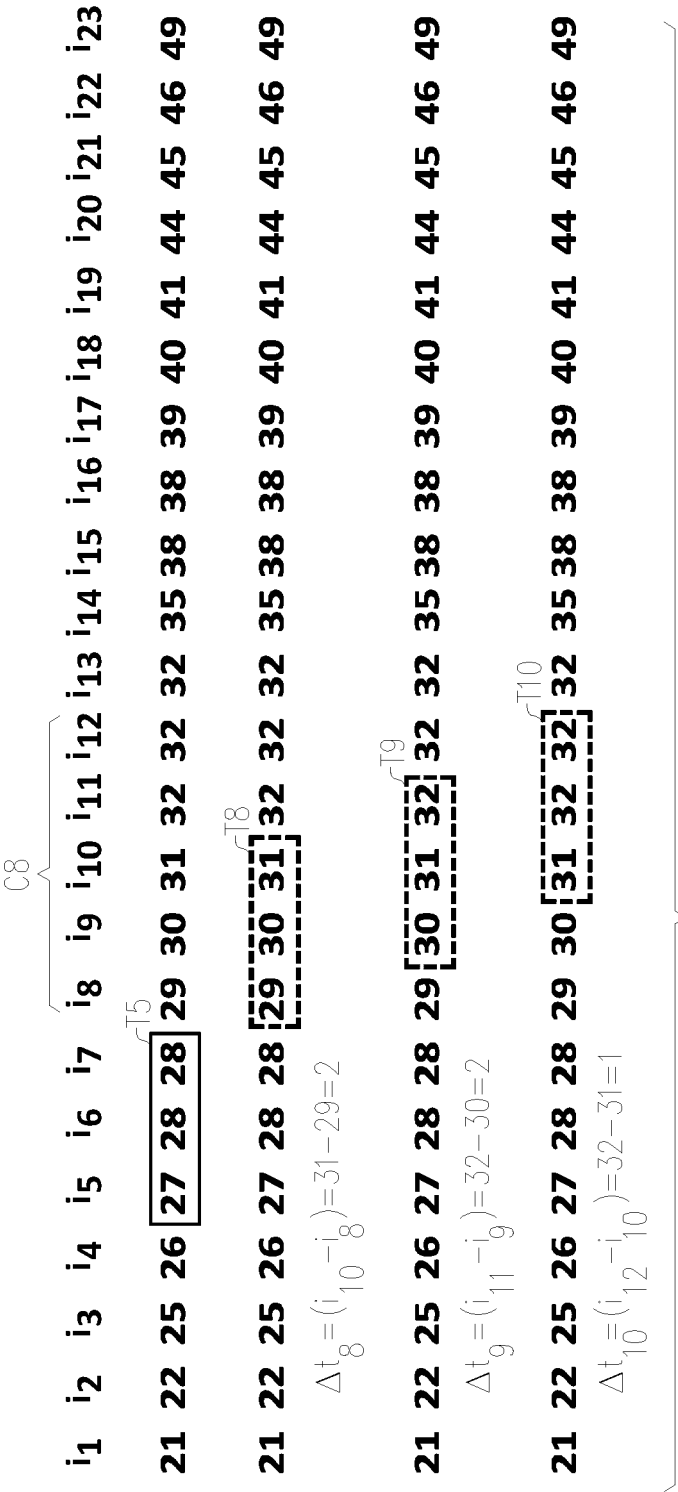 C8
i1 i2 i3 i4 i5 i6 i7 i8 i9 i10 i11 i12 i13 i14 i15 i16 i17 i18 i19 i20 i21 i22 i23
T5
21 22 25 26 27 28 28 29 30 31 32 32 32 35 38 38 39 40 41 44 45 46 49
T8
21 22 25 26 27 28 28 29 30 31 32 32 32 35 38 38 39 40 41 44 45 46 49
Δt8=(i10-i8)=31-29=2
T9
21 22 25 26 27 28 28 29 30 31 32 32 32 35 38 38 39 40 41 44 45 46 49
Δt9=(i11-i9)=32-30=2
T10
21 22 25 26 27 28 28 29 30 31 32 32 32 35 38 38 39 40 41 44 45 46 49
Δt10=(i12-i10)=32-31=1